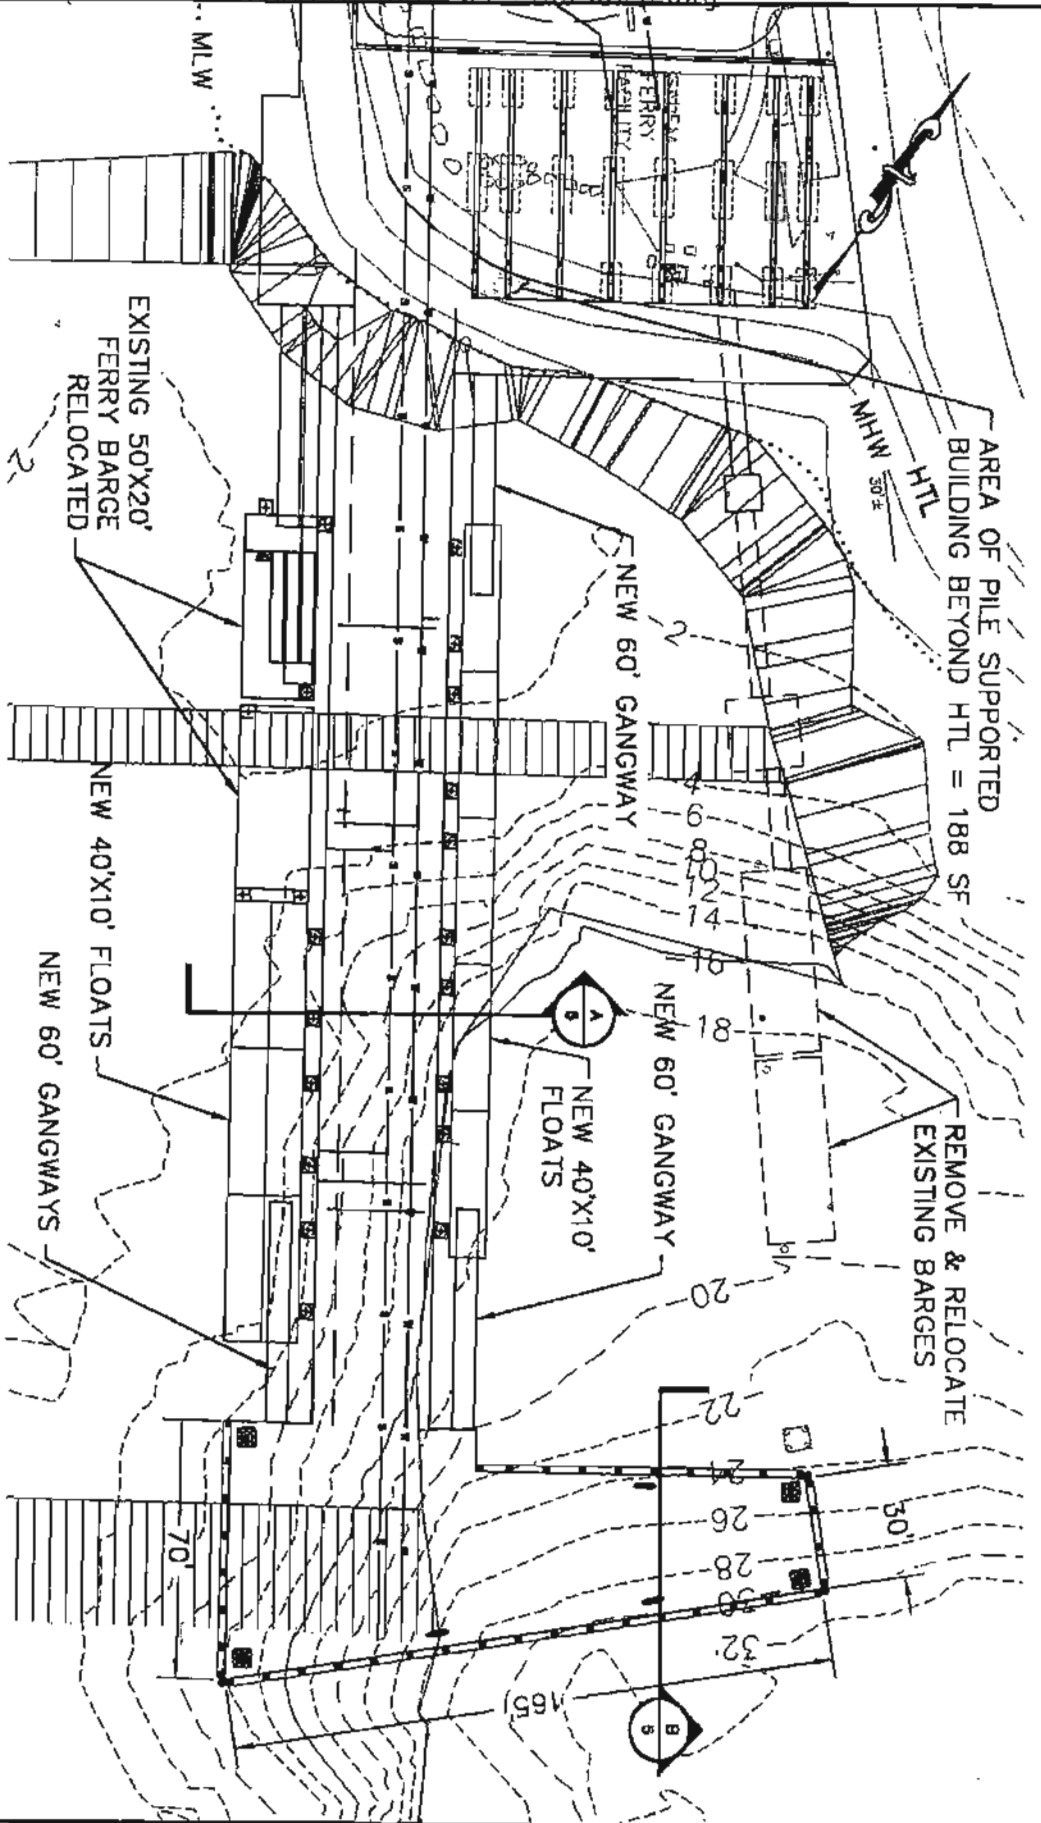 MLW
FERRY
FACILITY
AREA OF PILE SUPPORTED
BUILDING BEYOND HTL = 188 SF
HTL
MHW
30'±
EXISTING 50'X20'
FERRY BARGE
RELOCATED
2
NEW 60' GANGWAY
2
4
6
8
10
12
14
16
18
20
22
24
26
28
30
32
NEW 40'X10' FLOATS
NEW 60' GANGWAYS
A
6
NEW 60' GANGWAY
NEW 40'X10'
FLOATS
REMOVE & RELOCATE
EXISTING BARGES
30'
70'
165'
B
6